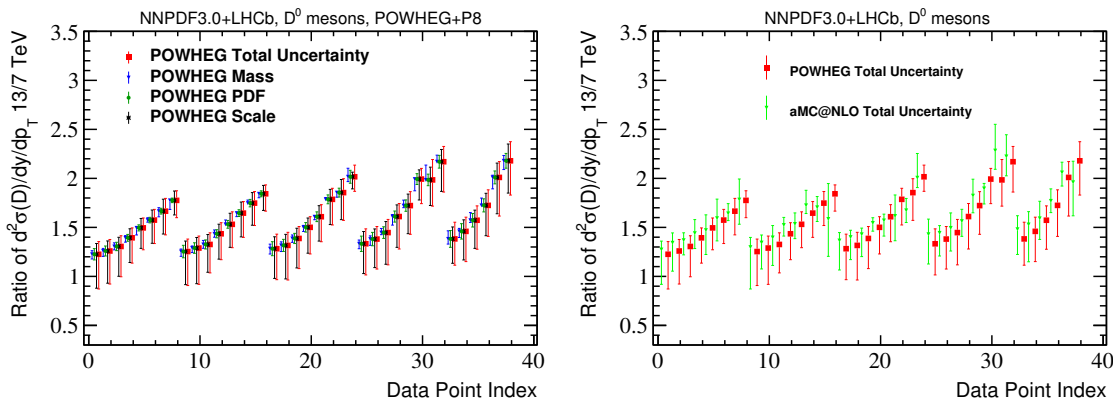 NNPDF3.0+LHCb, D⁰ mesons, POWHEG+P8
Ratio of d²σ(D)/dy/dp_T 13/7 TeV
3.5
3
2.5
2
1.5
1
0.5
POWHEG Total Uncertainty
POWHEG Mass
POWHEG PDF
POWHEG Scale
0 10 20 30 40
Data Point Index
NNPDF3.0+LHCb, D⁰ mesons
Ratio of d²σ(D)/dy/dp_T 13/7 TeV
3.5
3
2.5
2
1.5
1
0.5
POWHEG Total Uncertainty
aMC@NLO Total Uncertainty
0 10 20 30 40
Data Point Index